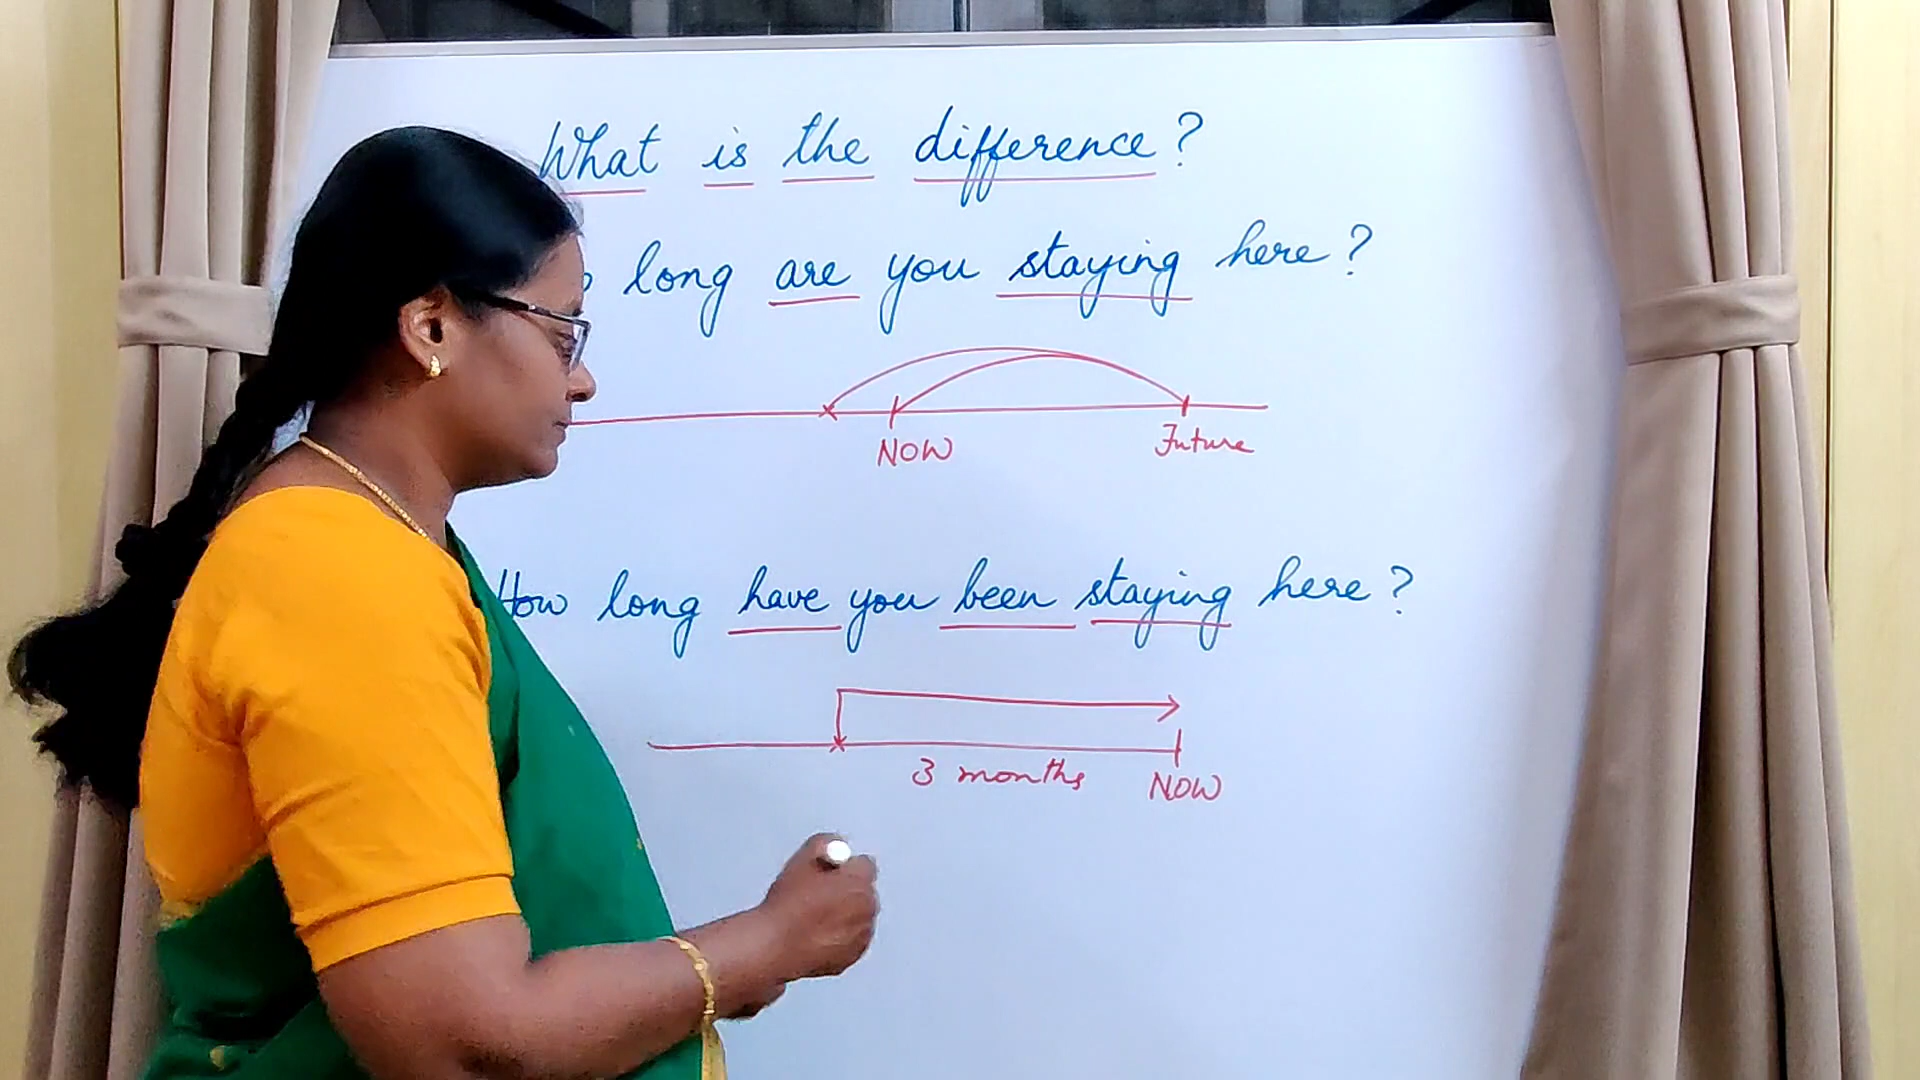 What is the difference?
long are you staying here?
NOW Future
How long have you been staying here?
3 months NOW